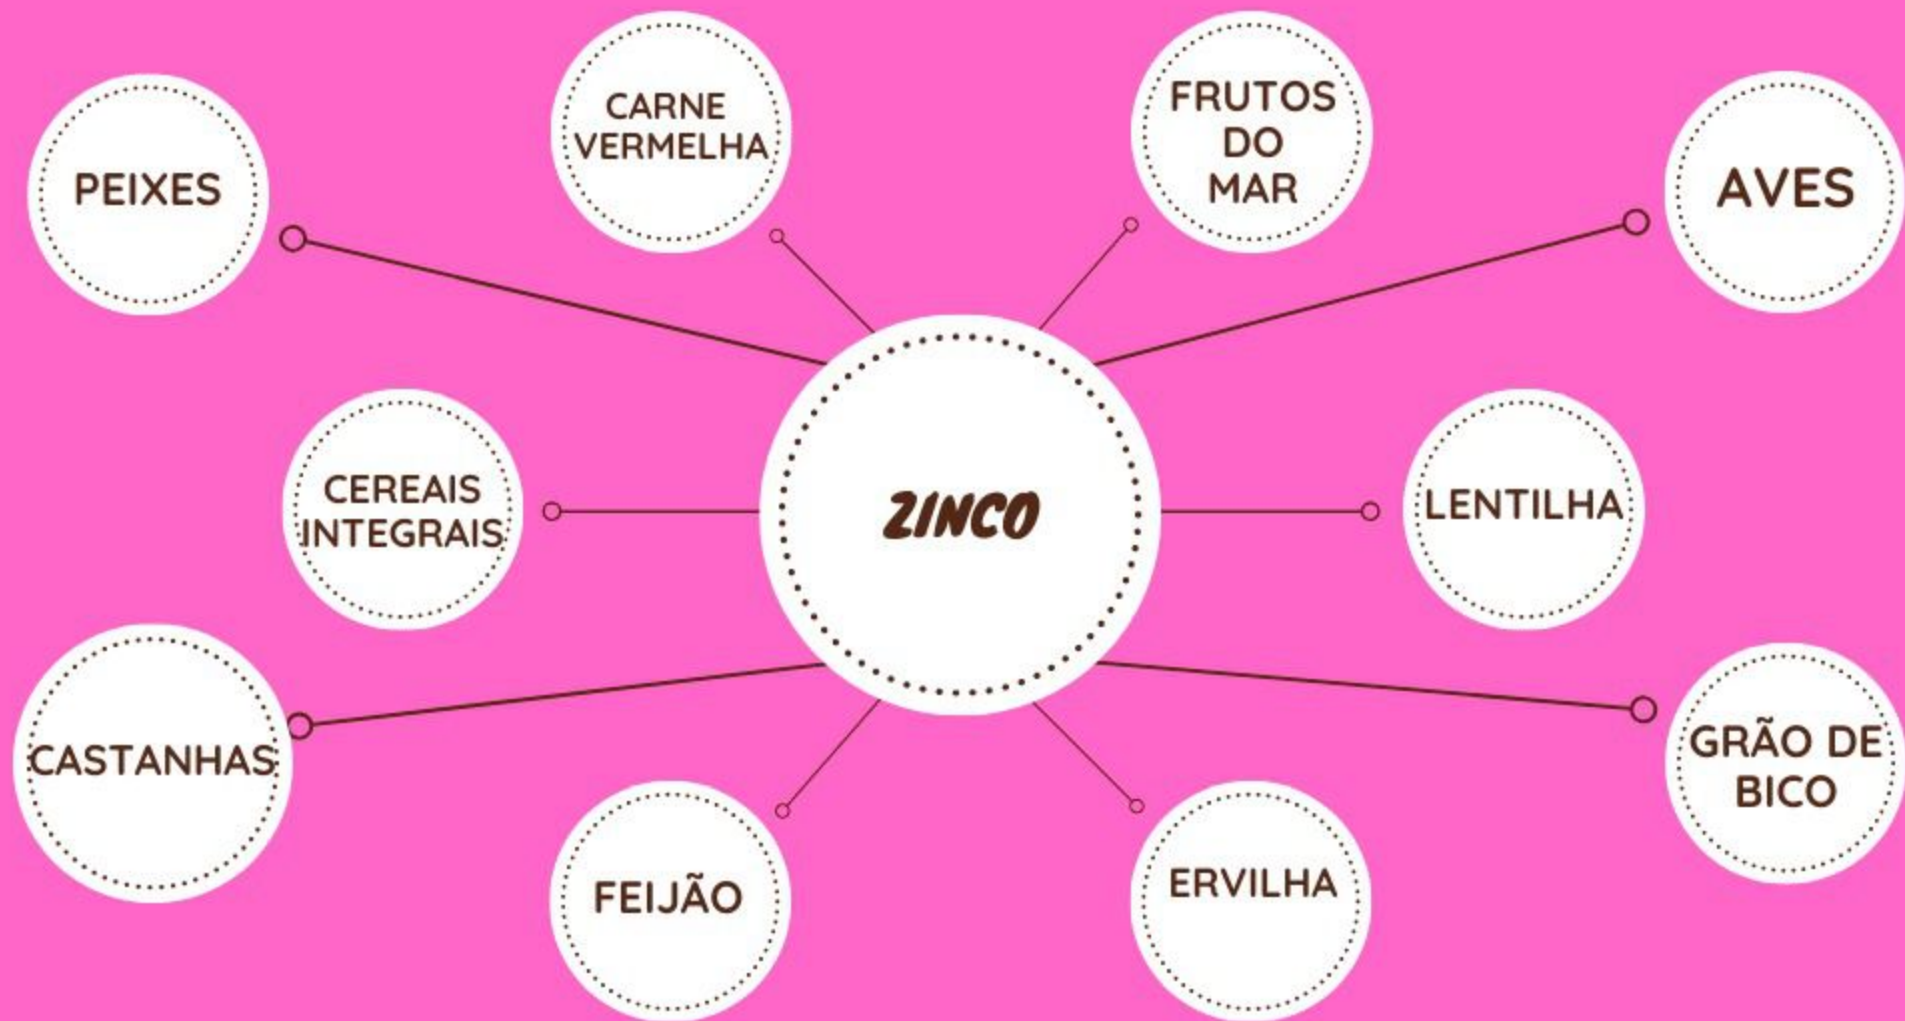 PEIXES
CARNE
VERMELHA
FRUTOS
DO
MAR
AVES
CEREAIS
INTEGRAIS
ZINCO
LENTILHA
CASTANHAS
GRÃO DE
BICO
FEIJÃO
ERVILHA